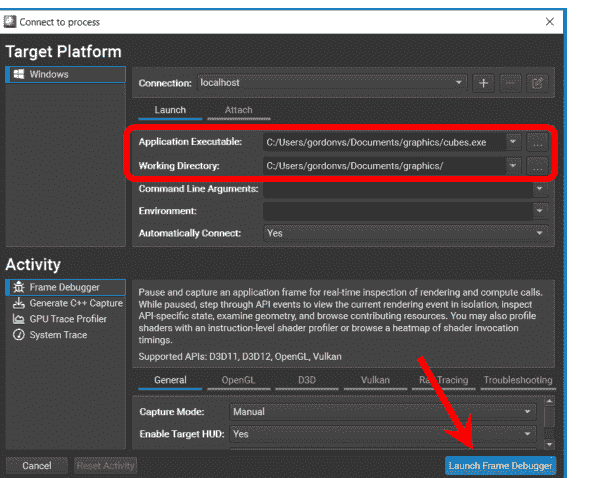 Connect to process
Target Platform
Windows
Connection: localhost
Launch Attach
Application Executable: C:/Users/gordonvs/Documents/graphics/cubes.exe
Working Directory: C:/Users/gordonvs/Documents/graphics/
Command Line Arguments:
Environment:
Automatically Connect: Yes
Activity
Frame Debugger
Generate C++ Capture
GPU Trace Profiler
System Trace
Pause and capture an application frame for real-time inspection of rendering and compute calls.
While paused, step through API events to view the current rendering event in isolation, inspect
API-specific state, examine geometry, and browse contributing resources. You may also profile
shaders with an instruction-level shader profiler or browse a heatmap of shader invocation
timings.
Supported APIs: D3D11, D3D12, OpenGL, Vulkan
General OpenGL D3D Vulkan Ray Tracing Troubleshooting
Capture Mode: Manual
Enable Target HUD: Yes
Cancel Reset Activity Launch Frame Debugger